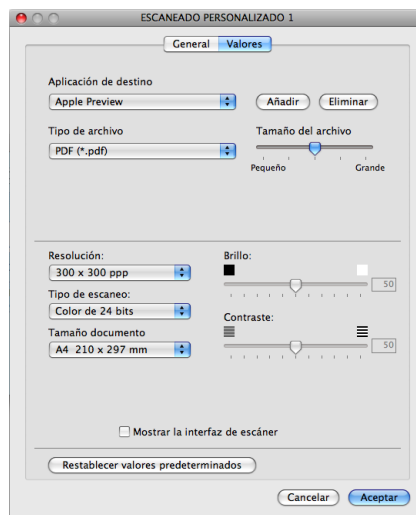 ESCANEADO PERSONALIZADO 1
General Valores
Aplicación de destino
Apple Preview Añadir Eliminar
Tipo de archivo Tamaño del archivo
PDF (*.pdf)
Pequeño Grande
Resolución: Brillo:
300 x 300 ppp
50
Tipo de escaneo:
Color de 24 bits
Contraste:
Tamaño documento
A4 210 x 297 mm 50
Mostrar la interfaz de escáner
Restablecer valores predeterminados
Cancelar Aceptar